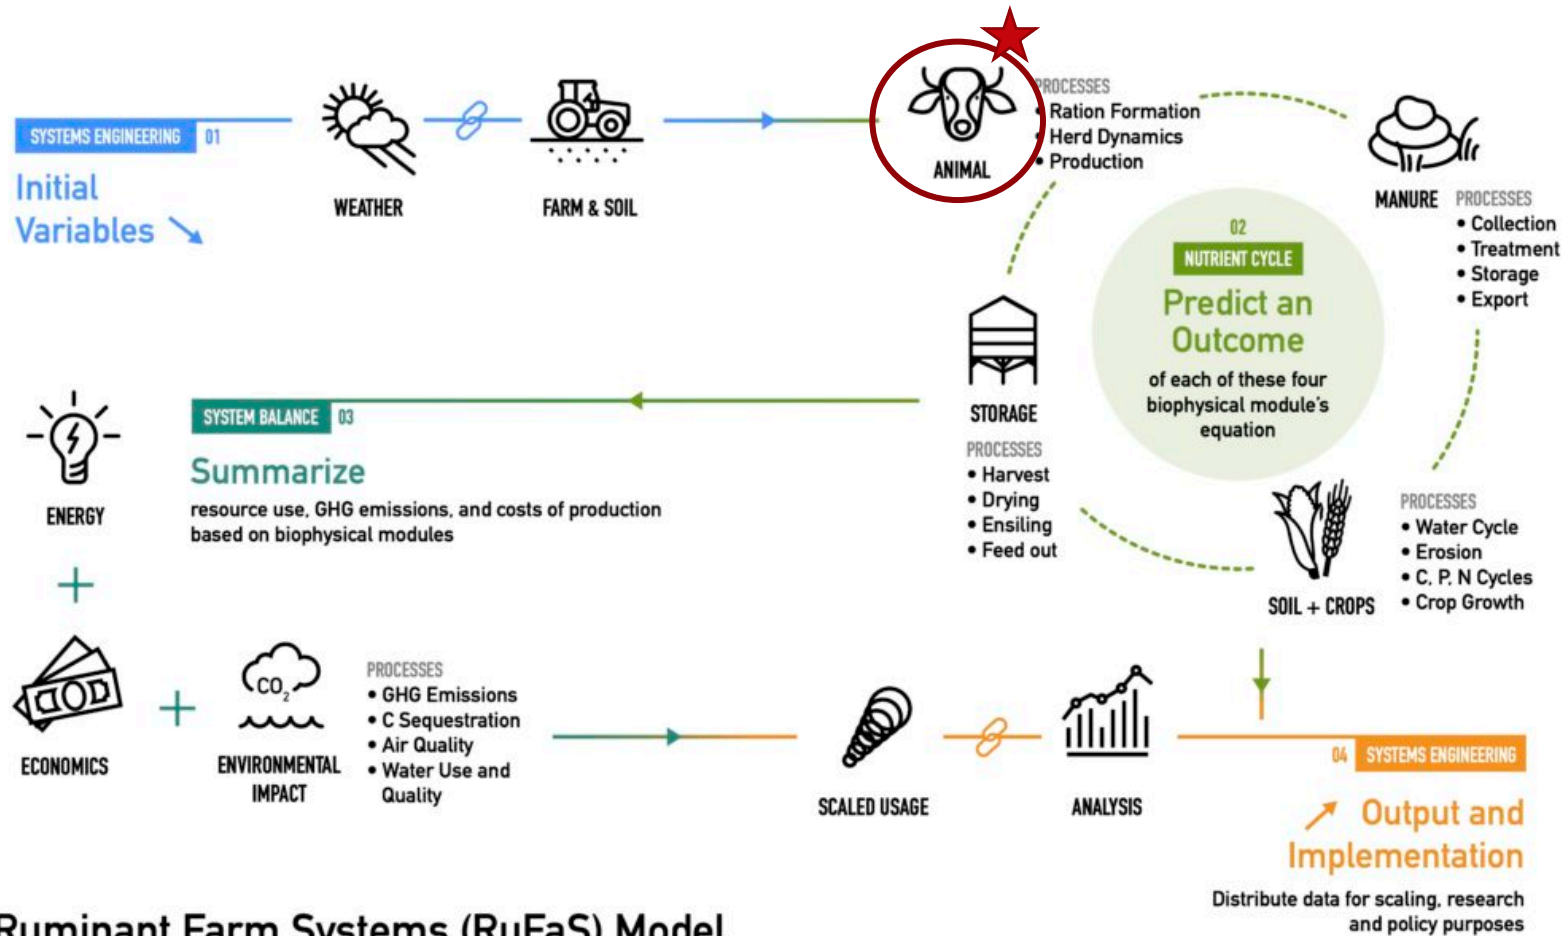 SYSTEMS ENGINEERING 01
Initial
Variables
WEATHER
FARM & SOIL
ANIMAL
PROCESSES
• Ration Formation
• Herd Dynamics
• Production
MANURE
PROCESSES
• Collection
• Treatment
• Storage
• Export
02
NUTRIENT CYCLE
Predict an
Outcome
of each of these four
biophysical module's
equation
STORAGE
PROCESSES
• Harvest
• Drying
• Ensiling
• Feed out
SOIL + CROPS
PROCESSES
• Water Cycle
• Erosion
• C, P, N Cycles
• Crop Growth
SYSTEM BALANCE 03
Summarize
resource use, GHG emissions, and costs of production
based on biophysical modules
ENERGY
ECONOMICS
CO2
ENVIRONMENTAL
IMPACT
PROCESSES
• GHG Emissions
• C Sequestration
• Air Quality
• Water Use and
Quality
SCALED USAGE
ANALYSIS
04 SYSTEMS ENGINEERING
Output and
Implementation
Distribute data for scaling, research
and policy purposes
Ruminant Farm Systems (RuFaS) Model